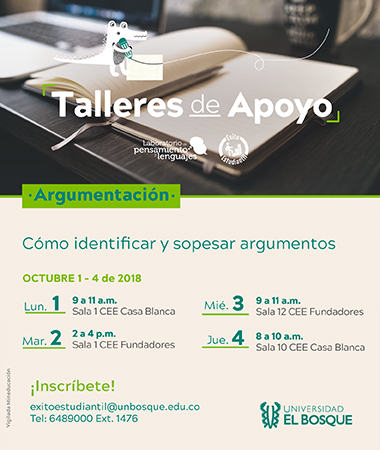 Talleres de Apoyo
Laboratorio de
pensamiento
y lenguajes
Éxito
Estudiantil
·Argumentación·
Cómo identificar y sopesar argumentos
OCTUBRE 1 - 4 de 2018
Lun. 1 9 a 11 a.m.
Sala 1 CEE Casa Blanca
Mar. 2 2 a 4 p.m.
Sala 1 CEE Fundadores
Mié. 3 9 a 11 a.m.
Sala 12 CEE Fundadores
Jue. 4 8 a 10 a.m.
Sala 10 CEE Casa Blanca
¡Inscríbete!
exitoestudiantil@unbosque.edu.co
Tel: 6489000 Ext. 1476
UNIVERSIDAD
EL BOSQUE
Vigilada Mineducación